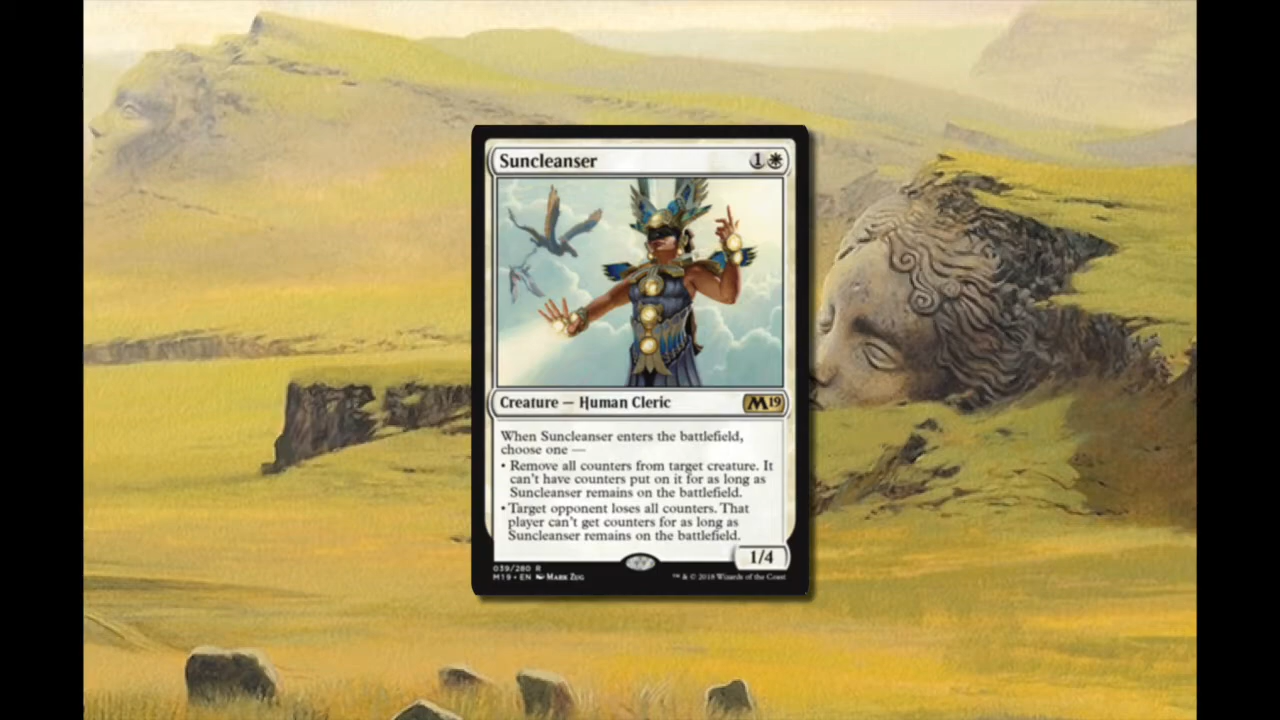 Suncleanser 1
Creature — Human Cleric M19
When Suncleanser enters the battlefield,
choose one —
• Remove all counters from target creature. It
can't have counters put on it for as long as
Suncleanser remains on the battlefield.
• Target opponent loses all counters. That
player can't get counters for as long as
Suncleanser remains on the battlefield.
1/4
039/280 R
M19 • EN Mark Zug
™ & © 2018 Wizards of the Coast